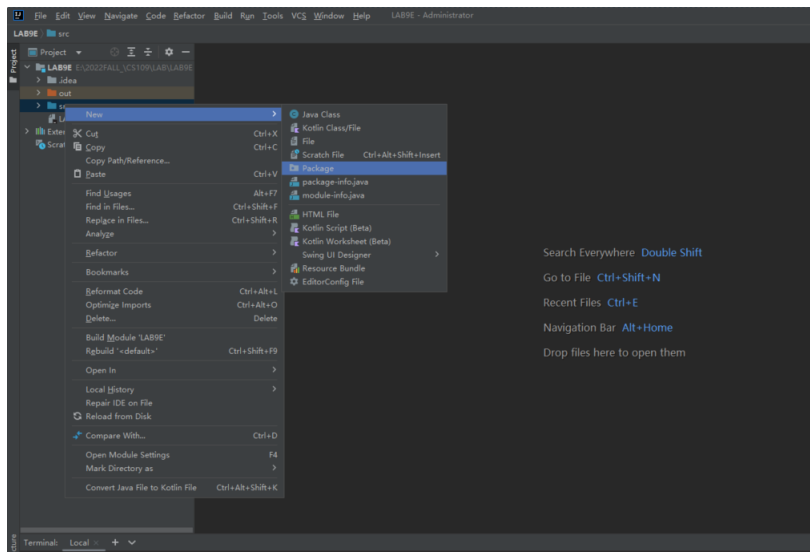 File Edit View Navigate Code Refactor Build Run Tools VCS Window Help LAB9E - Administrator
LAB9E src
Project
Project
LAB9E E:\2022FALL_\CS109\LAB\LAB9E
.idea
out
New
Cut Ctrl+X
Copy Ctrl+C
Copy Path/Reference...
Paste Ctrl+V
Find Usages Alt+F7
Find in Files... Ctrl+Shift+F
Replace in Files... Ctrl+Shift+R
Analyze
Refactor
Bookmarks
Reformat Code Ctrl+Alt+L
Optimize Imports Ctrl+Alt+O
Delete... Delete
Build Module 'LAB9E'
Rebuild '<default>' Ctrl+Shift+F9
Open In
Local History
Repair IDE on File
Reload from Disk
Compare With... Ctrl+D
Open Module Settings F4
Mark Directory as
Convert Java File to Kotlin File Ctrl+Alt+Shift+K
Java Class
Kotlin Class/File
File
Scratch File Ctrl+Alt+Shift+Insert
Package
package-info.java
module-info.java
HTML File
Kotlin Script (Beta)
Kotlin Worksheet (Beta)
Swing UI Designer
Resource Bundle
EditorConfig File
Search Everywhere Double Shift
Go to File Ctrl+Shift+N
Recent Files Ctrl+E
Navigation Bar Alt+Home
Drop files here to open them
Terminal: Local